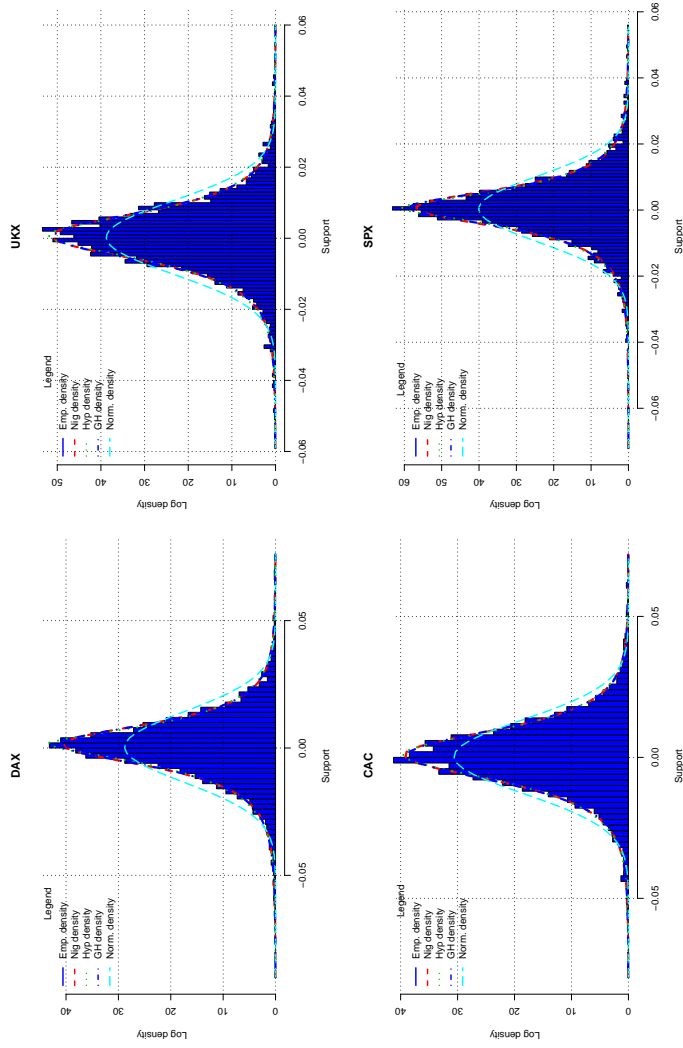 DAX
Log density
40
30
20
10
0
−0.05
0.00
0.05
Support
Legend
Emp. density
Nig density
Hyp density
GH density
Norm. density
UKX
Log density
50
40
30
20
10
0
−0.06
−0.04
−0.02
0.00
0.02
0.04
0.06
Support
Legend
Emp. density
Nig density
Hyp density
GH density
Norm. density
CAC
Log density
40
30
20
10
0
−0.05
0.00
0.05
Support
Legend
Emp. density
Nig density
Hyp density
GH density
Norm. density
SPX
Log density
60
50
40
30
20
10
0
−0.06
−0.04
−0.02
0.00
0.02
0.04
Support
Legend
Emp. density
Nig density
Hyp density
GH density
Norm. density